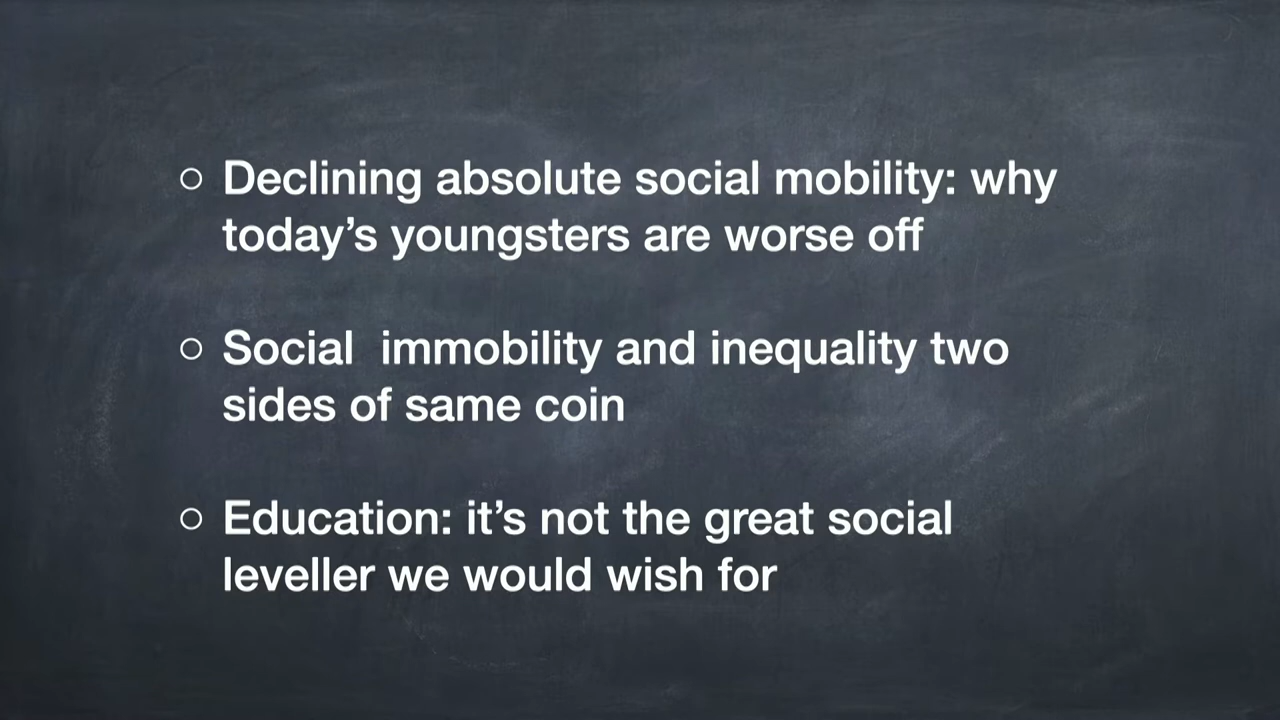 Declining absolute social mobility: why
today’s youngsters are worse off
Social  immobility and inequality two
sides of same coin
Education: it’s not the great social
leveller we would wish for